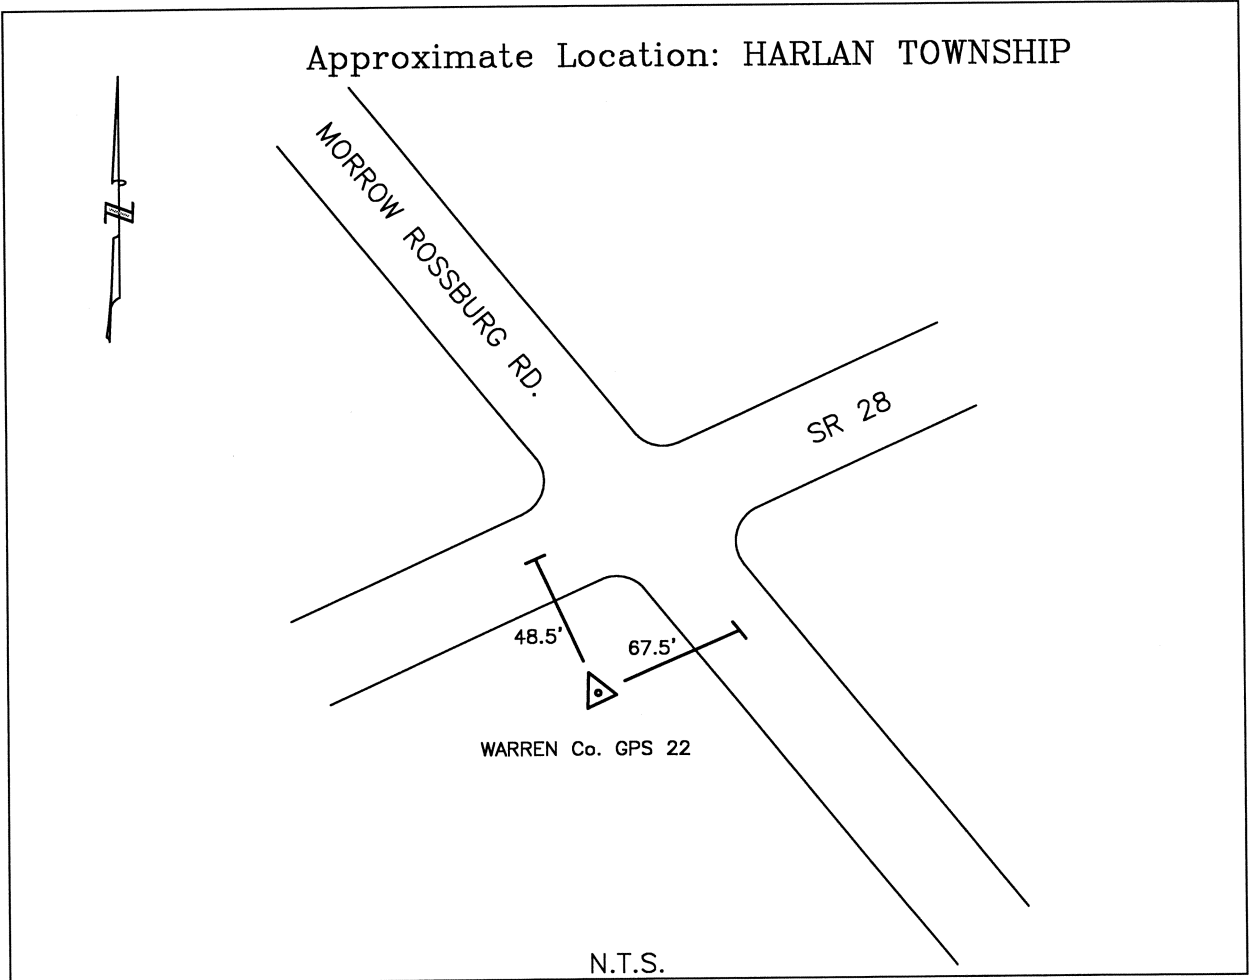 Approximate Location: HARLAN TOWNSHIP
N
MORROW ROSSBURG RD.
SR 28
48.5'
67.5'
WARREN Co. GPS 22
N.T.S.